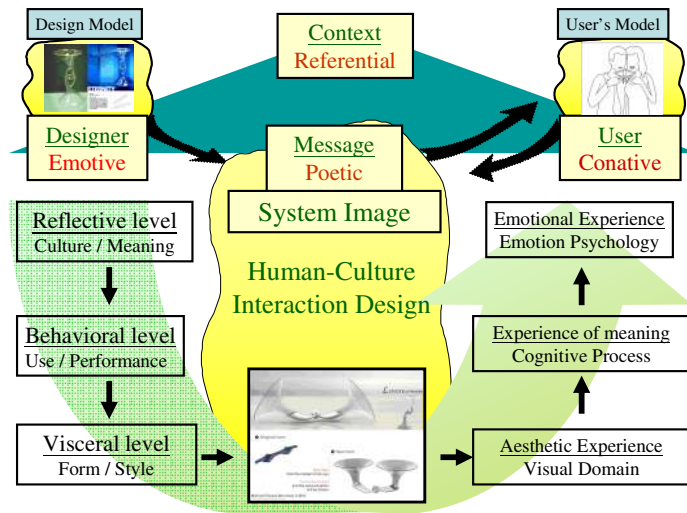 Design Model
User's Model
Context
Referential
Designer
Emotive
Message
Poetic
User
Conative
System Image
Reflective level
Culture / Meaning
Emotional Experience
Emotion Psychology
Human-Culture
Interaction Design
Behavioral level
Use / Performance
Experience of meaning
Cognitive Process
Visceral level
Form / Style
Aesthetic Experience
Visual Domain